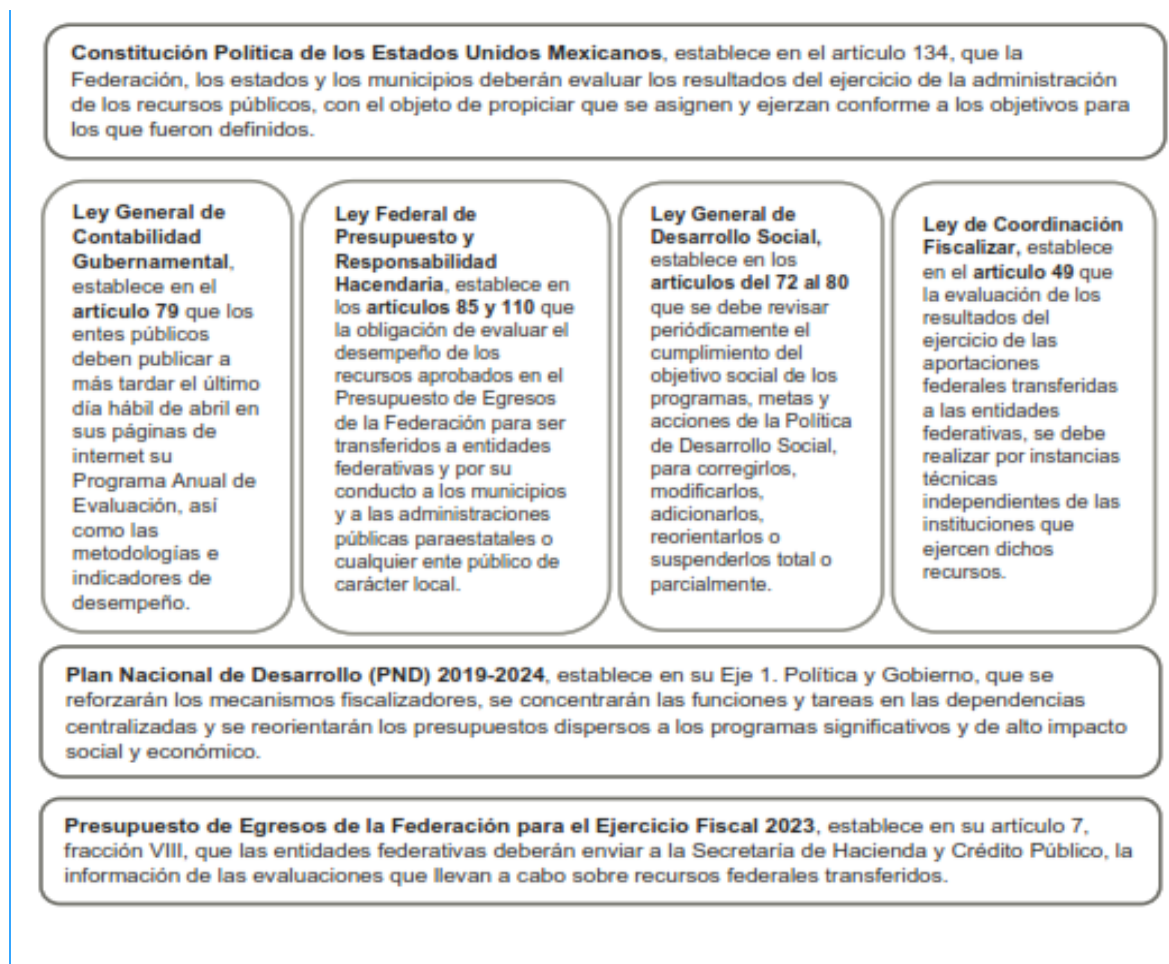 Constitución Política de los Estados Unidos Mexicanos, establece en el artículo 134, que la
Federación, los estados y los municipios deberán evaluar los resultados del ejercicio de la administración
de los recursos públicos, con el objeto de propiciar que se asignen y ejerzan conforme a los objetivos para
los que fueron definidos.
Ley General de
Contabilidad
Gubernamental,
establece en el
artículo 79 que los
entes públicos
deben publicar a
más tardar el último
día hábil de abril en
sus páginas de
internet su
Programa Anual de
Evaluación, así
como las
metodologías e
indicadores de
desempeño.
Ley Federal de
Presupuesto y
Responsabilidad
Hacendaria, establece en
los artículos 85 y 110 que
la obligación de evaluar el
desempeño de los
recursos aprobados en el
Presupuesto de Egresos
de la Federación para ser
transferidos a entidades
federativas y por su
conducto a los municipios
y a las administraciones
públicas paraestatales o
cualquier ente público de
carácter local.
Ley General de
Desarrollo Social,
establece en los
artículos del 72 al 80
que se debe revisar
periódicamente el
cumplimiento del
objetivo social de los
programas, metas y
acciones de la Política
de Desarrollo Social,
para corregirlos,
modificarlos,
adicionarlos,
reorientarlos o
suspenderlos total o
parcialmente.
Ley de Coordinación
Fiscalizar, establece
en el artículo 49 que
la evaluación de los
resultados del
ejercicio de las
aportaciones
federales transferidas
a las entidades
federativas, se debe
realizar por instancias
técnicas
independientes de las
instituciones que
ejercen dichos
recursos.
Plan Nacional de Desarrollo (PND) 2019-2024, establece en su Eje 1. Política y Gobierno, que se
reforzarán los mecanismos fiscalizadores, se concentrarán las funciones y tareas en las dependencias
centralizadas y se reorientarán los presupuestos dispersos a los programas significativos y de alto impacto
social y económico.
Presupuesto de Egresos de la Federación para el Ejercicio Fiscal 2023, establece en su artículo 7,
fracción VIII, que las entidades federativas deberán enviar a la Secretaría de Hacienda y Crédito Público, la
información de las evaluaciones que llevan a cabo sobre recursos federales transferidos.